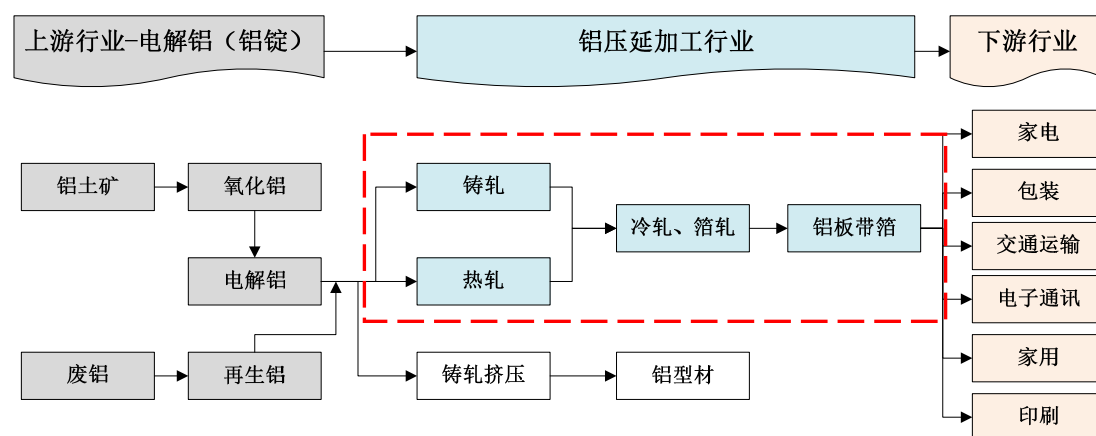 上游行业-电解铝（铝锭）
铝压延加工行业
下游行业
家电
铝土矿
氧化铝
铸轧
包装
冷轧、箔轧
铝板带箔
交通运输
电解铝
热轧
电子通讯
废铝
再生铝
铸轧挤压
铝型材
家用
印刷